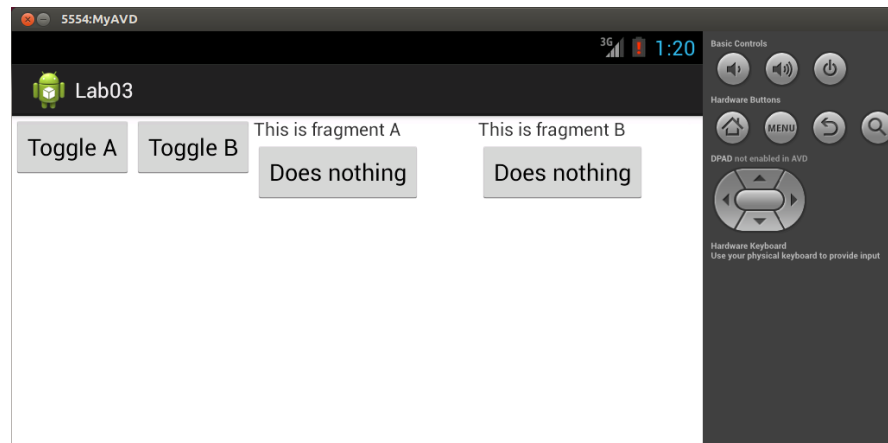 5554:MyAVD
3G 1:20
Lab03
Toggle A Toggle B
This is fragment A
Does nothing
This is fragment B
Does nothing
Basic Controls
Hardware Buttons
MENU
DPAD not enabled in AVD
Hardware Keyboard
Use your physical keyboard to provide input